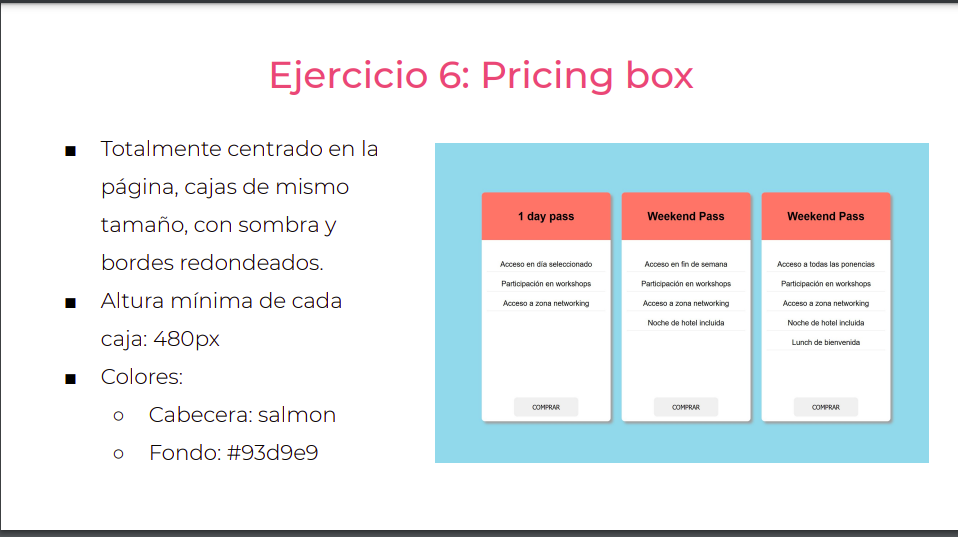 Ejercicio 6: Pricing box
■ Totalmente centrado en la
página, cajas de mismo
tamaño, con sombra y
bordes redondeados.
■ Altura mínima de cada
caja: 480px
■ Colores:
○ Cabecera: salmon
○ Fondo: #93d9e9
1 day pass
Acceso en día seleccionado
Participación en workshops
Acceso a zona networking
COMPRAR
Weekend Pass
Acceso en fin de semana
Participación en workshops
Acceso a zona networking
Noche de hotel incluida
COMPRAR
Weekend Pass
Acceso a todas las ponencias
Participación en workshops
Acceso a zona networking
Noche de hotel incluida
Lunch de bienvenida
COMPRAR